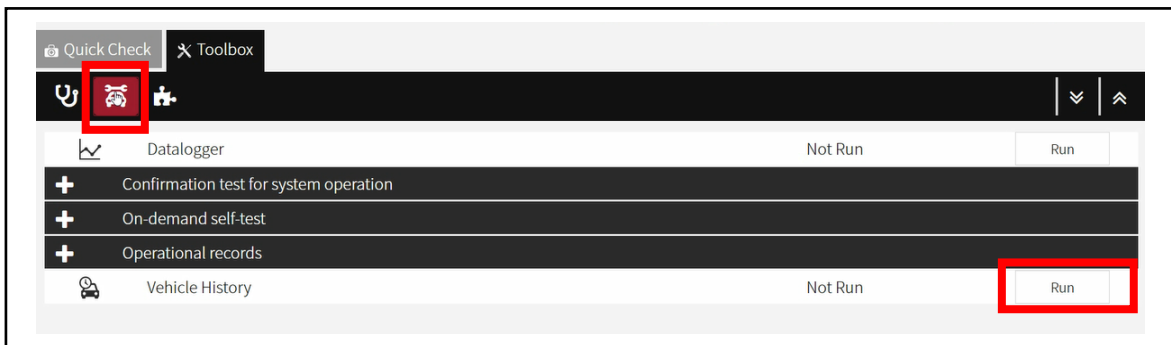 Quick Check Toolbox
Datalogger Not Run Run
Confirmation test for system operation
On-demand self-test
Operational records
Vehicle History Not Run Run